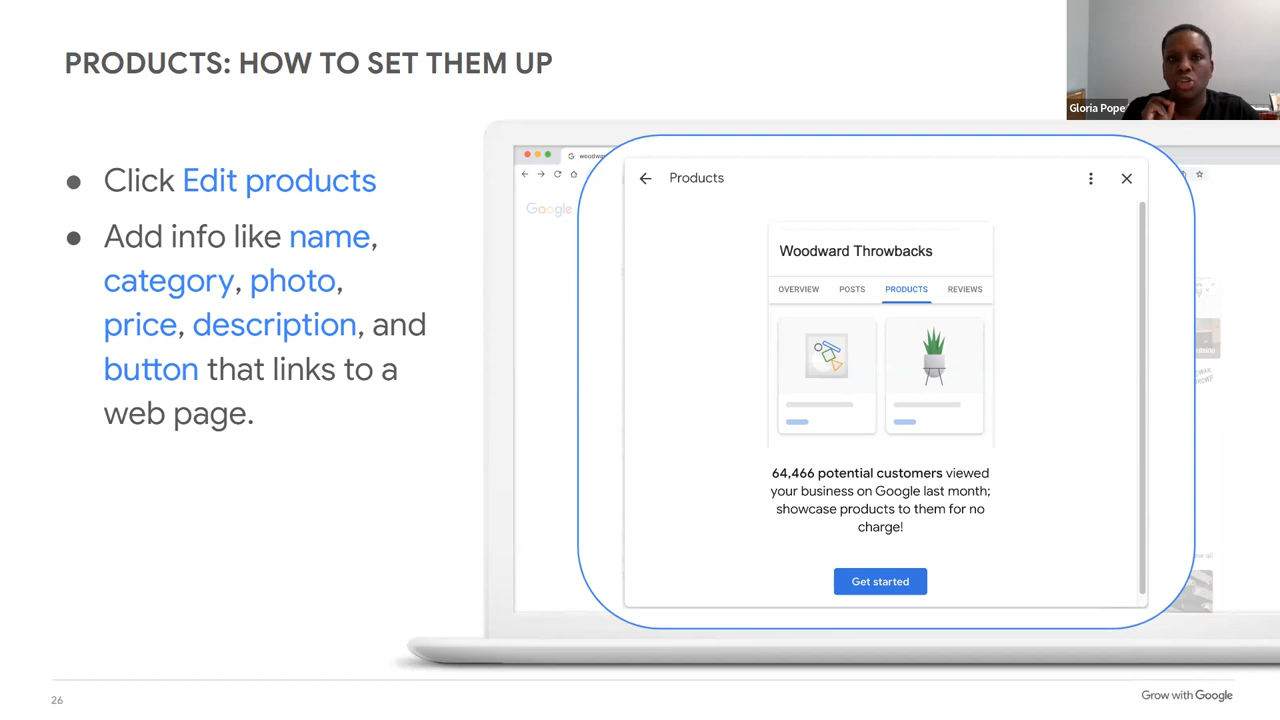 PRODUCTS: HOW TO SET THEM UP
Gloria Pope
● Click Edit products
● Add info like name,
category, photo,
price, description, and
button that links to a
web page.
Google
Products
Woodward Throwbacks
OVERVIEW POSTS PRODUCTS REVIEWS
64,466 potential customers viewed
your business on Google last month;
showcase products to them for no
charge!
Get started
26
Grow with Google